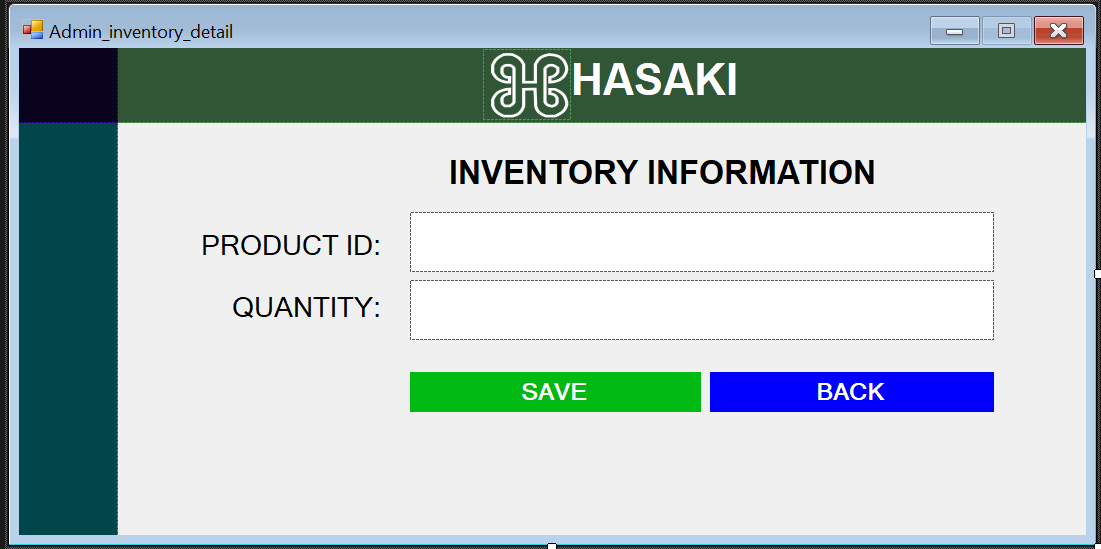 Admin_inventory_detail
HASAKI
INVENTORY INFORMATION
PRODUCT ID:
QUANTITY:
SAVE BACK